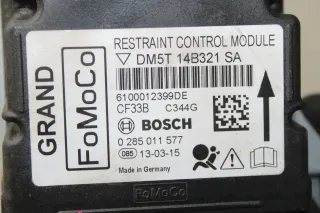 RESTRAINT CONTROL MODULE
DM5T 14B321 SA
6100012399DE
CF33B C344G
BOSCH
0 285 011 577
085 13-03-15
Made in Germany
GRAND
FoMoCo
FoMoCo